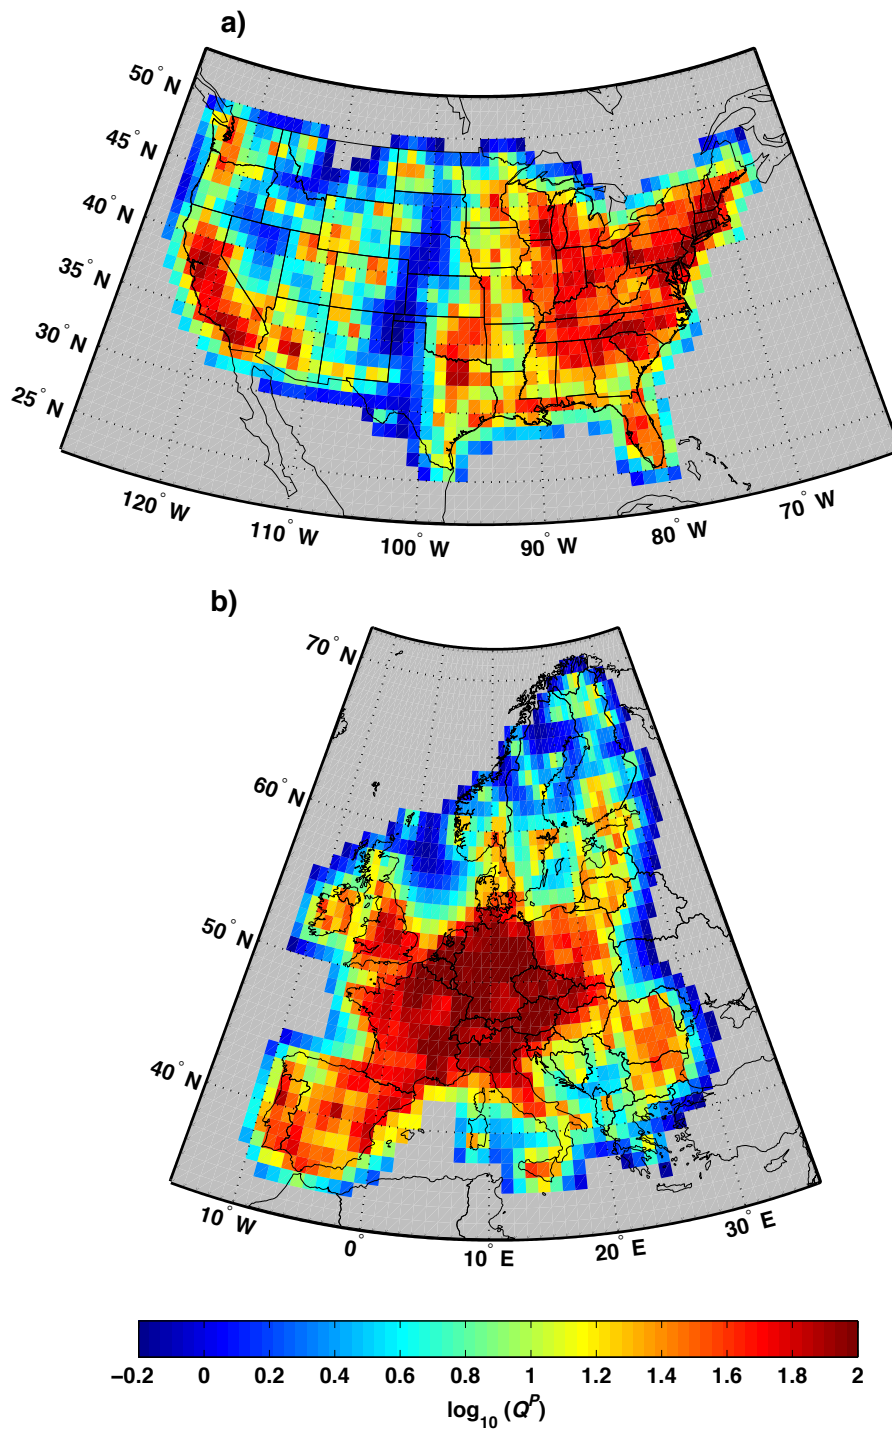 a)
50° N
45° N
40° N
35° N
30° N
25° N
120° W
110° W
100° W
90° W
80° W
70° W
b)
70° N
60° N
50° N
40° N
10° W
0°
10° E
20° E
30° E
−0.2 0 0.2 0.4 0.6 0.8 1 1.2 1.4 1.6 1.8 2
log10 (Q^P)